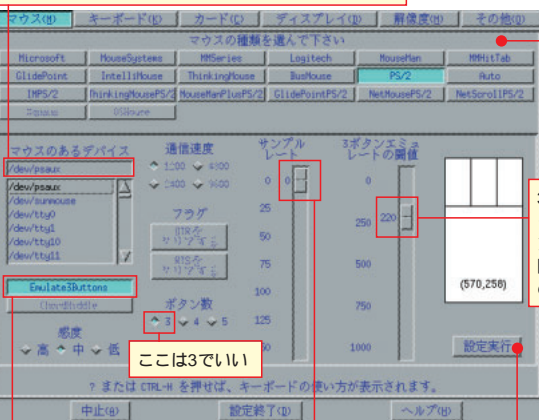 マウス(M) キーボード(K) カード(C) ディスプレイ(D) 解像度(M) その他(O)
マウスの種類を選んで下さい
Microsoft MouseSystems MMSeries Logitech MouseMan MMHitTab
GlidePoint IntelliMouse ThinkingMouse BusMouse PS/2 Auto
IMPS/2 ThinkingMousePS/2 MouseManPlusPS/2 GlidePointPS/2 NetMousePS/2 NetScrollPS/2
OSMouse
マウスのあるデバイス
/dev/psaux
/dev/psaux
/dev/sunmouse
/dev/tty0
/dev/tty1
/dev/tty10
/dev/tty11
Emulate3Buttons
ChordMiddle
感度
高 中 低
通信速度
1200 4800
2400 9600
フラグ
DTRを
クリアする
RTSを
クリアする
ボタン数
3 4 5
ここは3でいい
サンプル
レート
0 0
25
50
75
100
125
3ボタンエミュ
レートの閾値
0
220
250
500
750
1000
(570,256)
設定実行
? または CTRL-H を押せば、キーボードの使い方が表示されます。
中止(A) 設定終了(Q) ヘルプ(H)